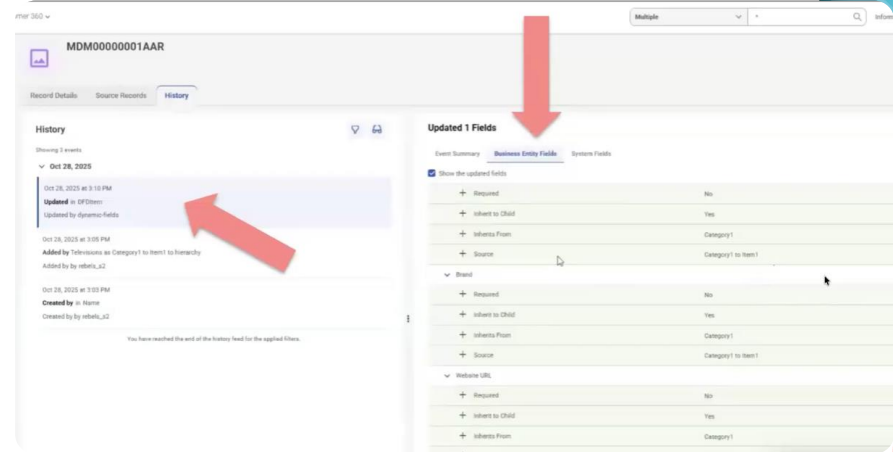 mer 360
Multiple
*
Inform
MDM00000001AAR
Record Details Source Records History
History
Showing 3 events
Oct 28, 2025
Oct 28, 2025 at 3:10 PM
Updated in DFDItem
Updated by dynamic-fields
Oct 28, 2025 at 3:05 PM
Added by Televisions as Category1 to Item1 to hierarchy
Added by by rebels_s2
Oct 28, 2025 at 3:03 PM
Created by in Name
Created by by rebels_s2
You have reached the end of the history feed for the applied filters.
Updated 1 Fields
Event Summary Business Entity Fields System Fields
Show the updated fields
Required No
Inherit to Child Yes
Inherits From Category1
Source Category1 to Item1
Brand
Required No
Inherit to Child Yes
Inherits From Category1
Source Category1 to Item1
Website URL
Required No
Inherit to Child Yes
Inherits From Category1